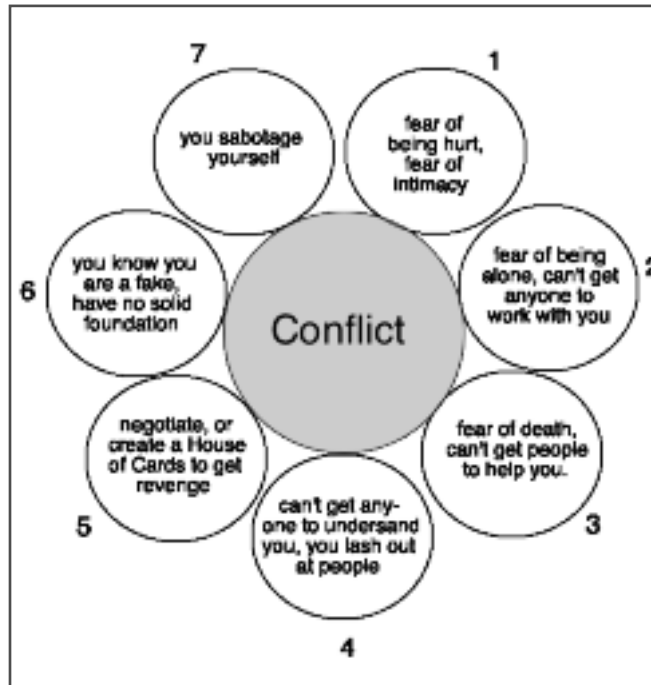 7
1
you sabotage
yourself
fear of
being hurt,
fear of
intimacy
6
you know you
are a fake,
have no solid
foundation
Conflict
fear of being
alone, can't get
anyone to
work with you
2
negotiate, or
create a House
of Cards to get
revenge
5
fear of death,
can't get people
to help you.
3
can't get any-
one to undersand
you, you lash out
at people
4